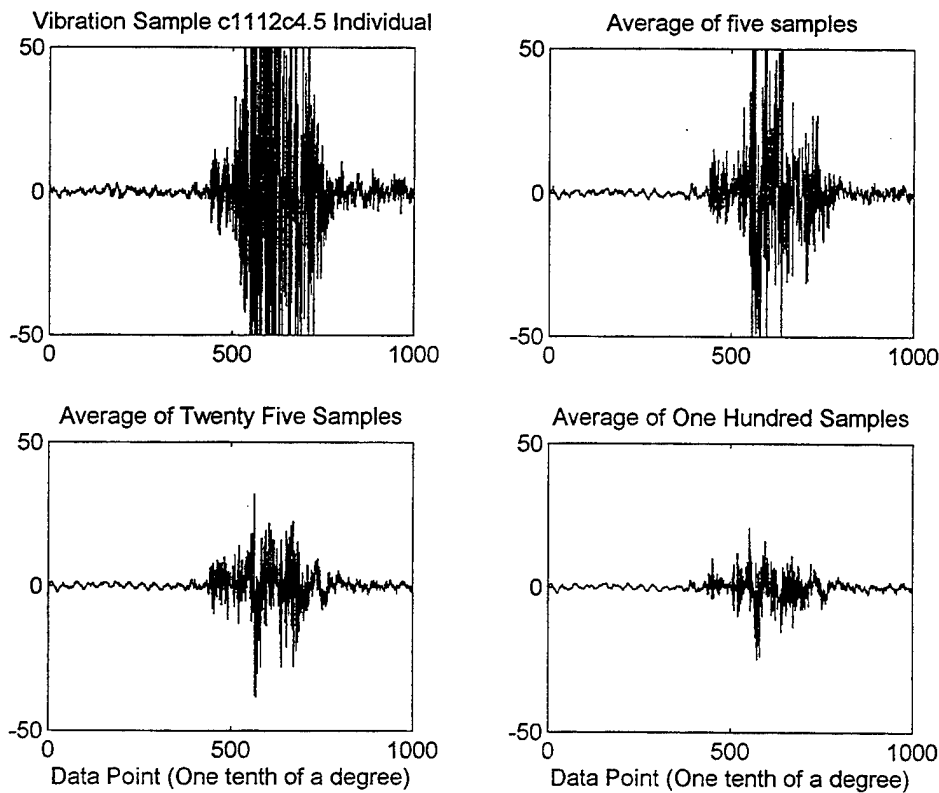 Vibration Sample c1112c4.5 Individual
50
0
-50
0 500 1000
Average of five samples
50
0
-50
0 500 1000
Average of Twenty Five Samples
50
0
-50
0 500 1000
Data Point (One tenth of a degree)
Average of One Hundred Samples
50
0
-50
0 500 1000
Data Point (One tenth of a degree)